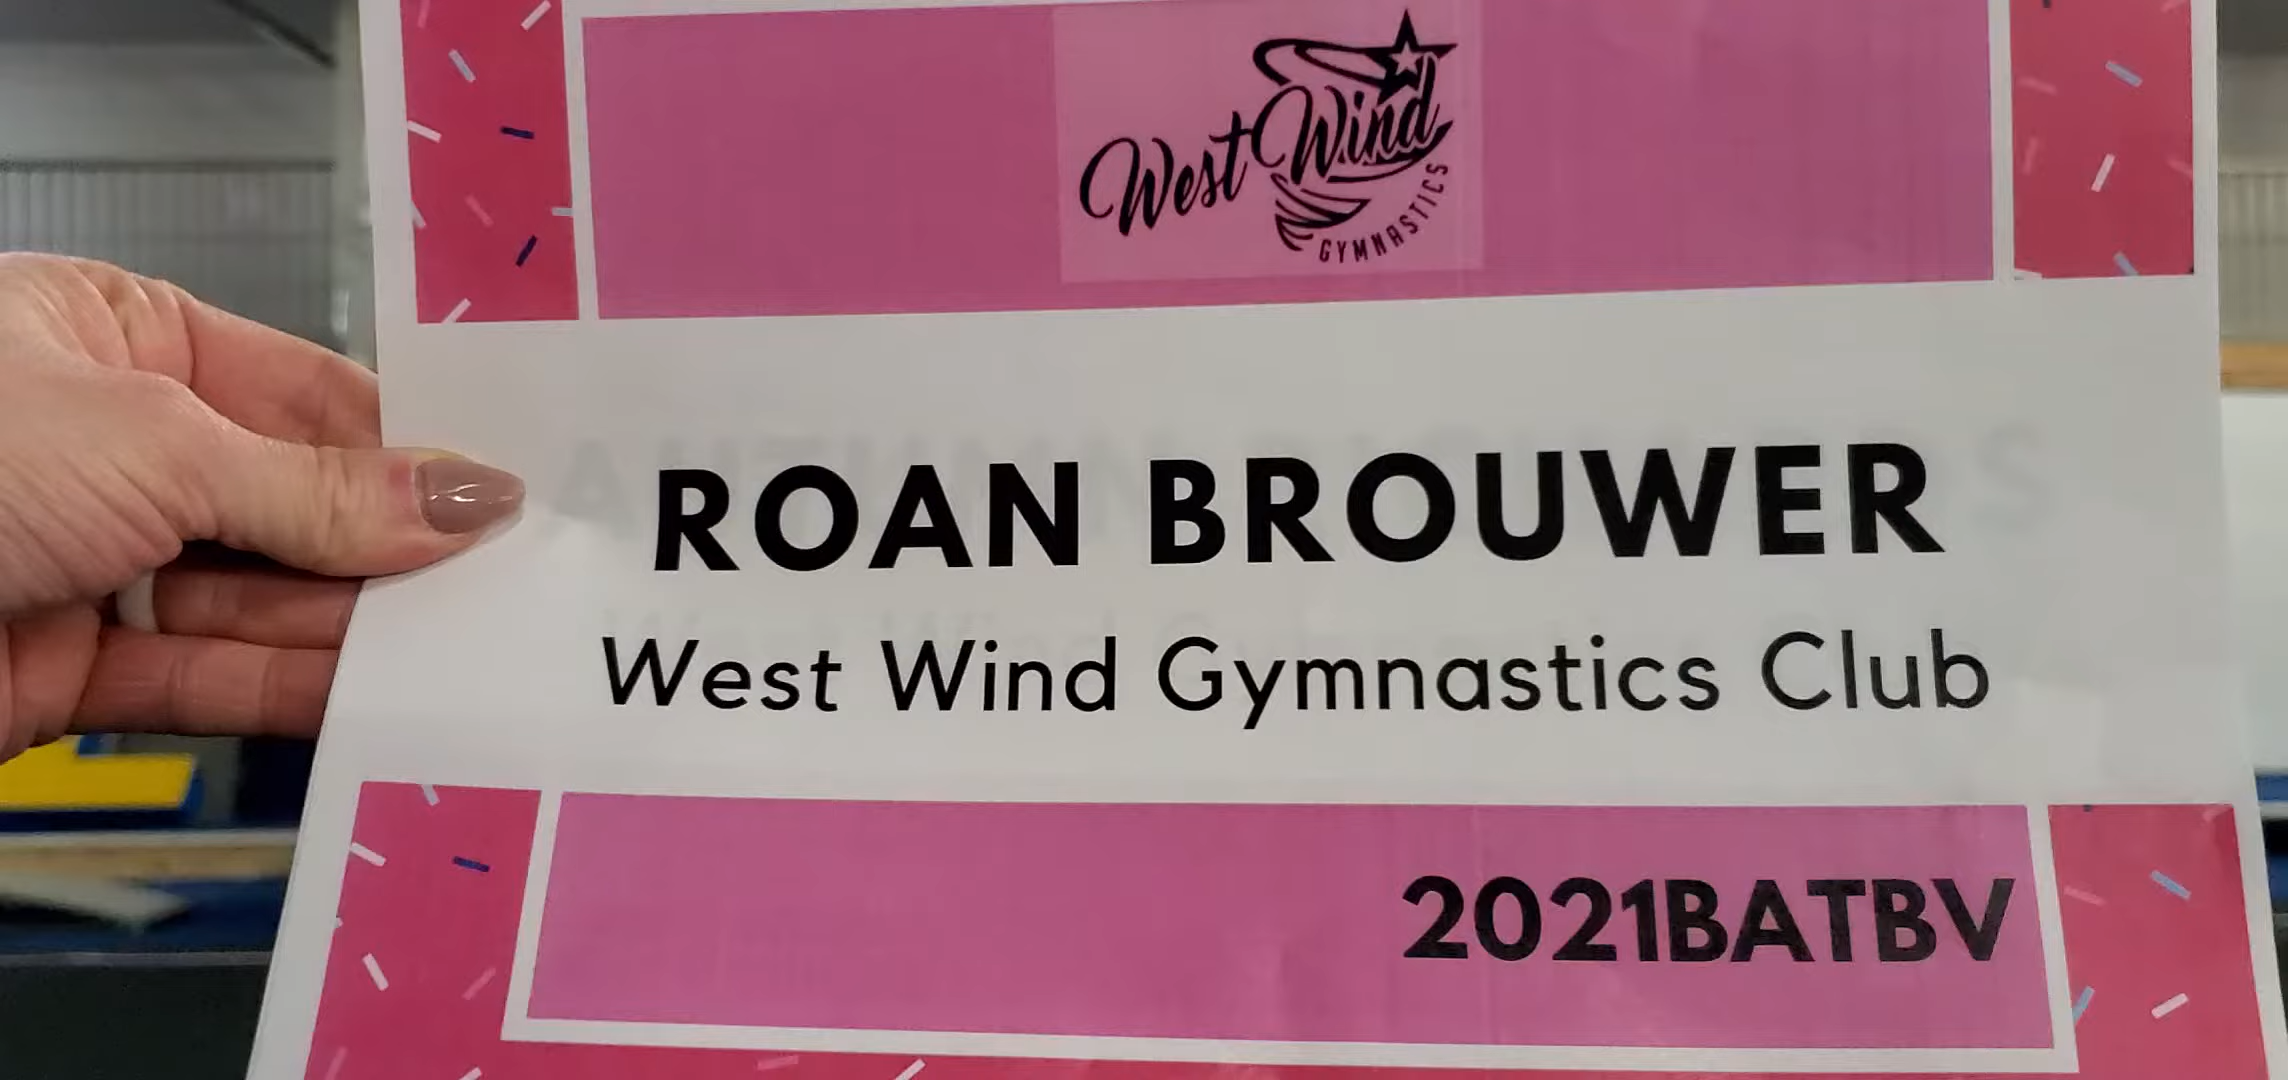 West Wind
GYMNASTICS
ROAN BROUWER
West Wind Gymnastics Club
2021BATBV